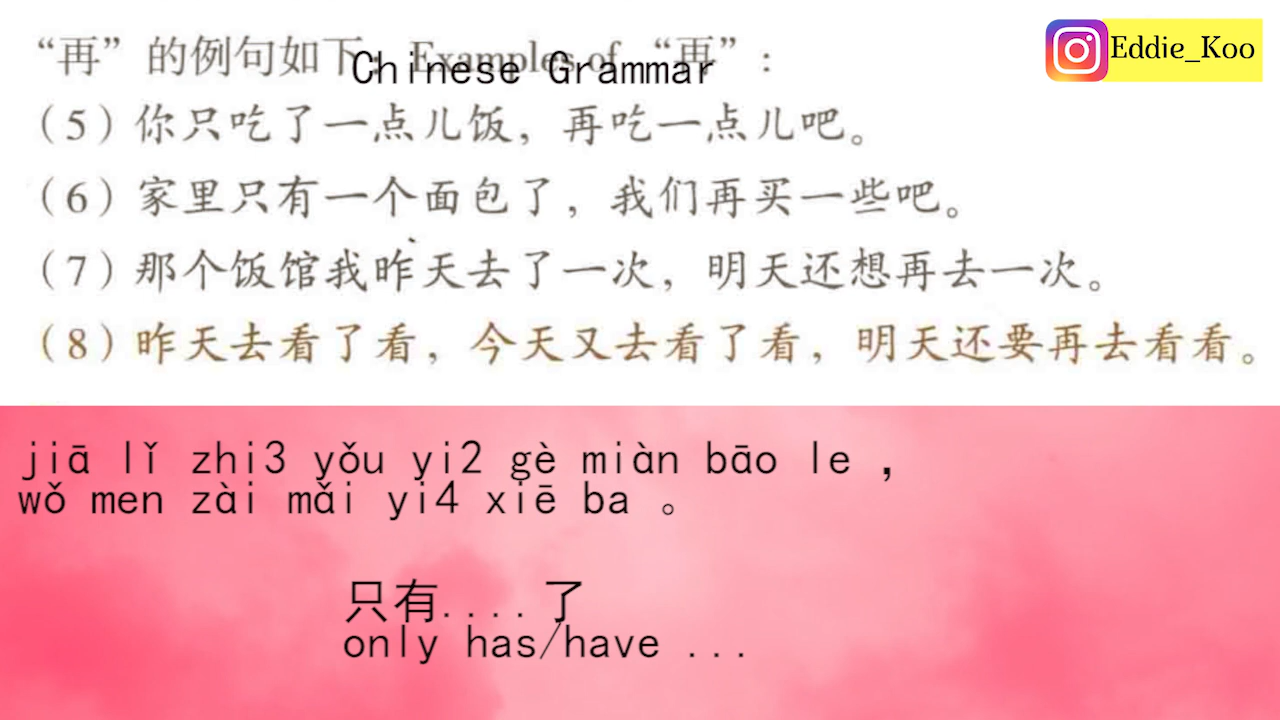 “再”的例句如下：Examples of “再”：
Chinese Grammar
Eddie_Koo
（5）你只吃了一点儿饭，再吃一点儿吧。
（6）家里只有一个面包了，我们再买一些吧。
（7）那个饭馆我昨天去了一次，明天还想再去一次。
（8）昨天去看了看，今天又去看了看，明天还要再去看看。
jiā lǐ zhi3 yǒu yi2 gè miàn bāo le ，
wǒ men zài mǎi yi4 xiē ba 。
只有....了
only has/have ...